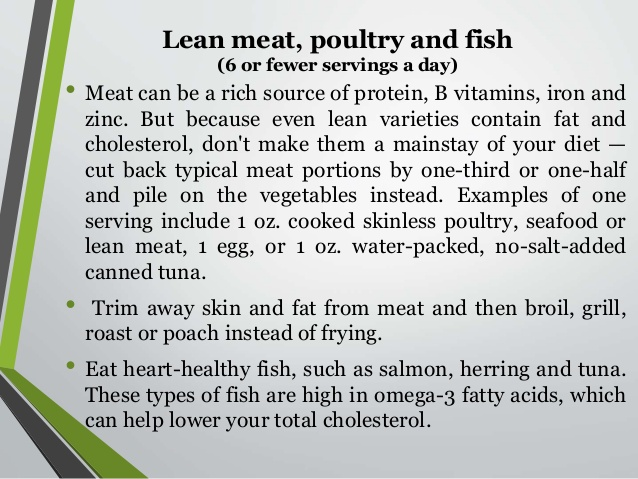 Lean meat, poultry and fish
(6 or fewer servings a day)
• Meat can be a rich source of protein, B vitamins, iron and
zinc. But because even lean varieties contain fat and
cholesterol, don't make them a mainstay of your diet —
cut back typical meat portions by one-third or one-half
and pile on the vegetables instead. Examples of one
serving include 1 oz. cooked skinless poultry, seafood or
lean meat, 1 egg, or 1 oz. water-packed, no-salt-added
canned tuna.
• Trim away skin and fat from meat and then broil, grill,
roast or poach instead of frying.
• Eat heart-healthy fish, such as salmon, herring and tuna.
These types of fish are high in omega-3 fatty acids, which
can help lower your total cholesterol.